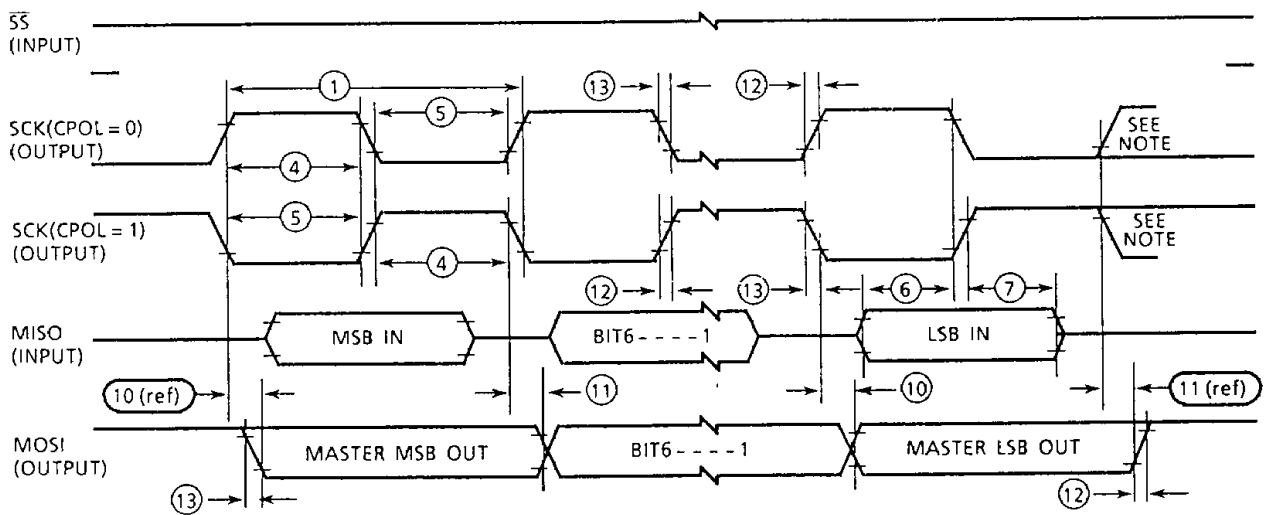 SS
(INPUT)
1
13
12
5
SCK(CPOL = 0)
(OUTPUT)
SEE
NOTE
4
5
SCK(CPOL = 1)
(OUTPUT)
SEE
NOTE
4
12
13
6
7
MISO
(INPUT)
MSB IN
BIT6 - - - - 1
LSB IN
10 (ref)
11
10
11 (ref)
MOSI
(OUTPUT)
MASTER MSB OUT
BIT6 - - - - 1
MASTER LSB OUT
13
12